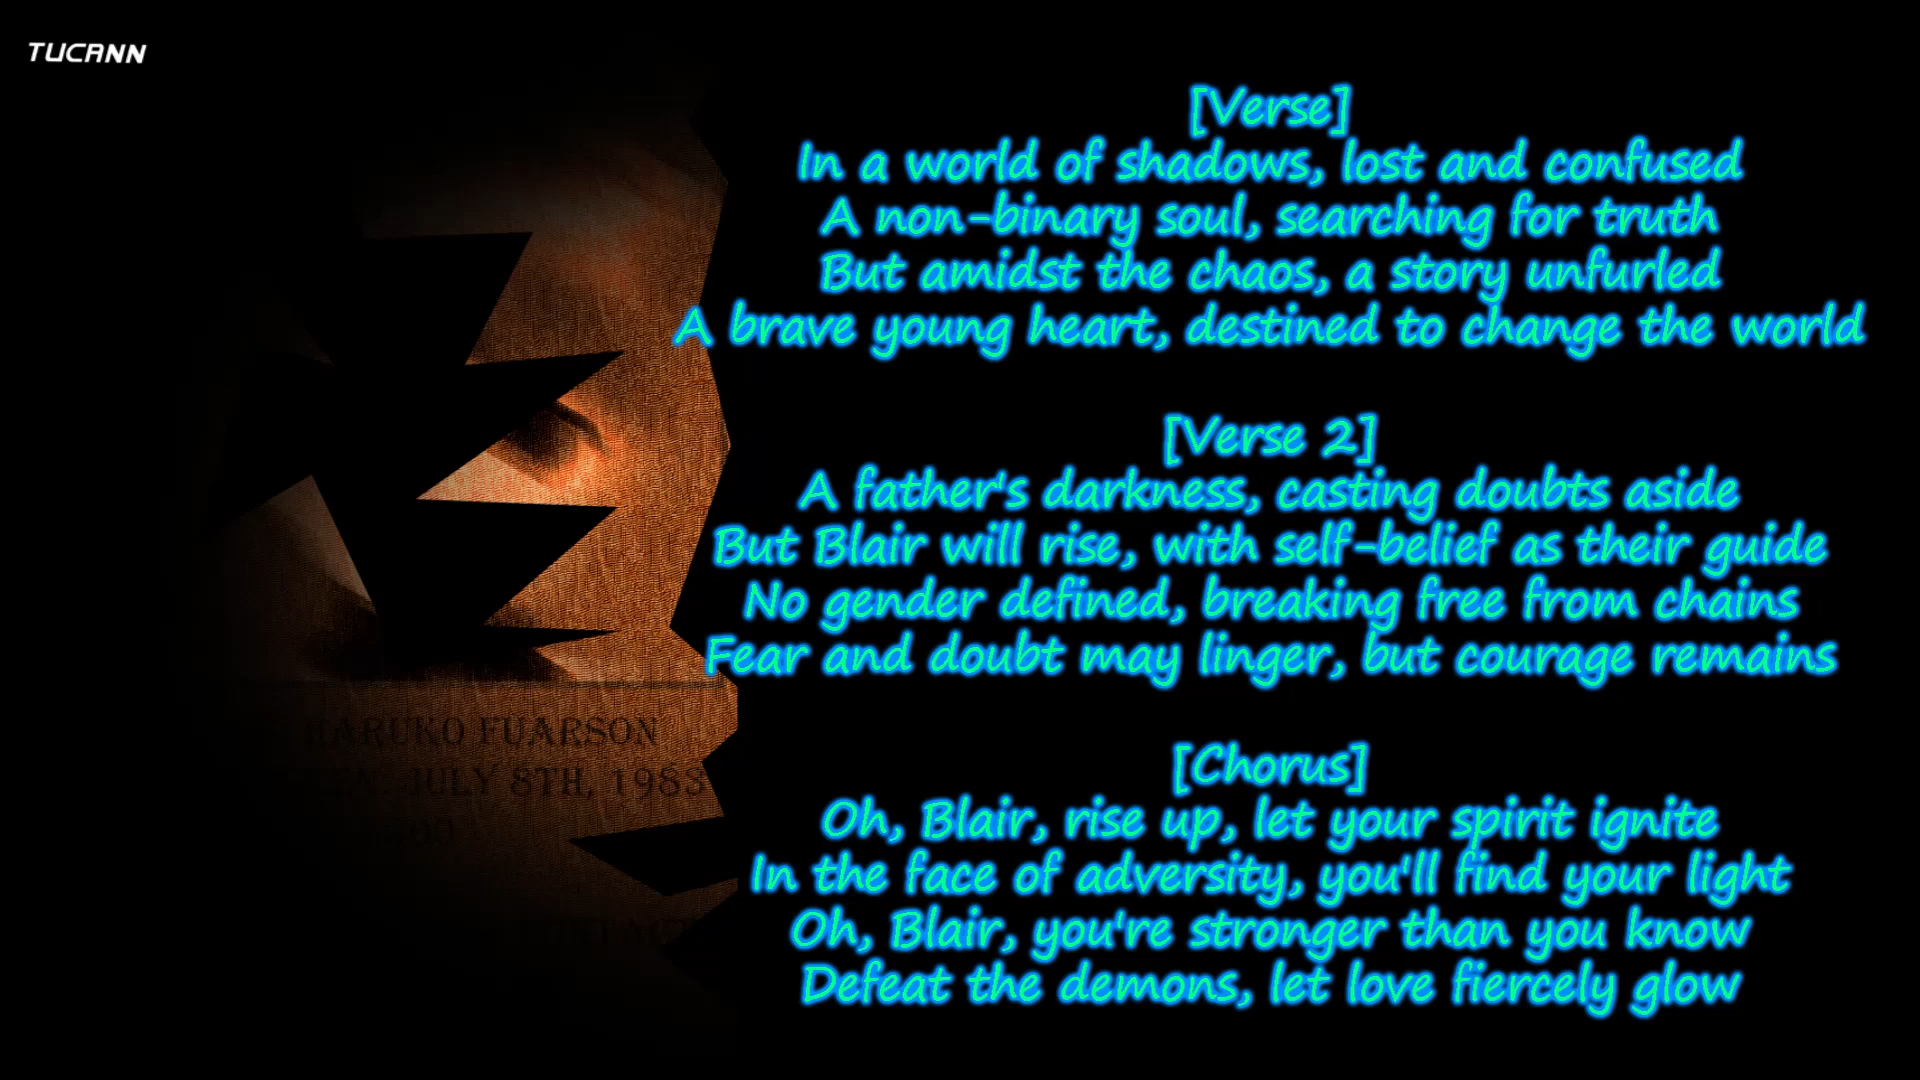 TUCANN
[Verse]
In a world of shadows, lost and confused
A non-binary soul, searching for truth
But amidst the chaos, a story unfurled
A brave young heart, destined to change the world
[Verse 2]
A father's darkness, casting doubts aside
But Blair will rise, with self-belief as their guide
No gender defined, breaking free from chains
Fear and doubt may linger, but courage remains
[Chorus]
Oh, Blair, rise up, let your spirit ignite
In the face of adversity, you'll find your light
Oh, Blair, you're stronger than you know
Defeat the demons, let love fiercely glow
HARUKO FUARSON
JULY 8TH, 1983